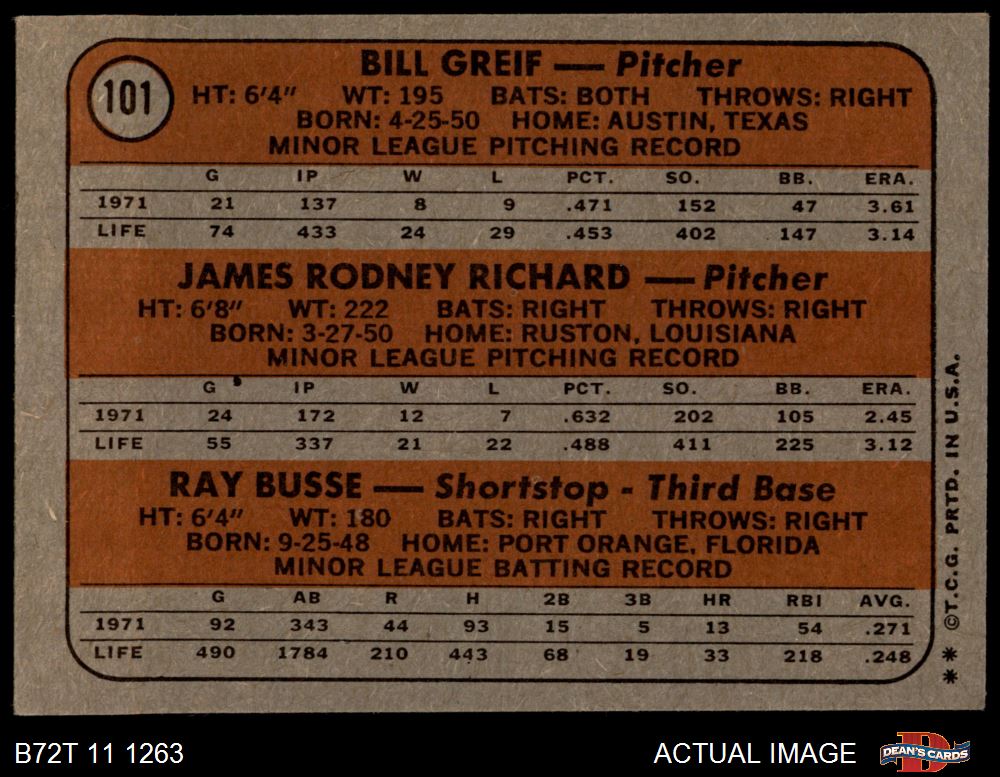 101
BILL GREIF — Pitcher
HT: 6'4" WT: 195 BATS: BOTH THROWS: RIGHT
BORN: 4-25-50 HOME: AUSTIN, TEXAS
MINOR LEAGUE PITCHING RECORD
G IP W L PCT. SO. BB. ERA.
1971 21 137 8 9 .471 152 47 3.61
LIFE 74 433 24 29 .453 402 147 3.14
JAMES RODNEY RICHARD — Pitcher
HT: 6'8" WT: 222 BATS: RIGHT THROWS: RIGHT
BORN: 3-27-50 HOME: RUSTON, LOUISIANA
MINOR LEAGUE PITCHING RECORD
G IP W L PCT. SO. BB. ERA.
1971 24 172 12 7 .632 202 105 2.45
LIFE 55 337 21 22 .488 411 225 3.12
RAY BUSSE — Shortstop - Third Base
HT: 6'4" WT: 180 BATS: RIGHT THROWS: RIGHT
BORN: 9-25-48 HOME: PORT ORANGE, FLORIDA
MINOR LEAGUE BATTING RECORD
G AB R H 2B 3B HR RBI AVG.
1971 92 343 44 93 15 5 13 54 .271
LIFE 490 1784 210 443 68 19 33 218 .248
** ©T.C.G. PRTD. IN U.S.A.
B72T 11 1263
ACTUAL IMAGE
DEAN'S CARDS